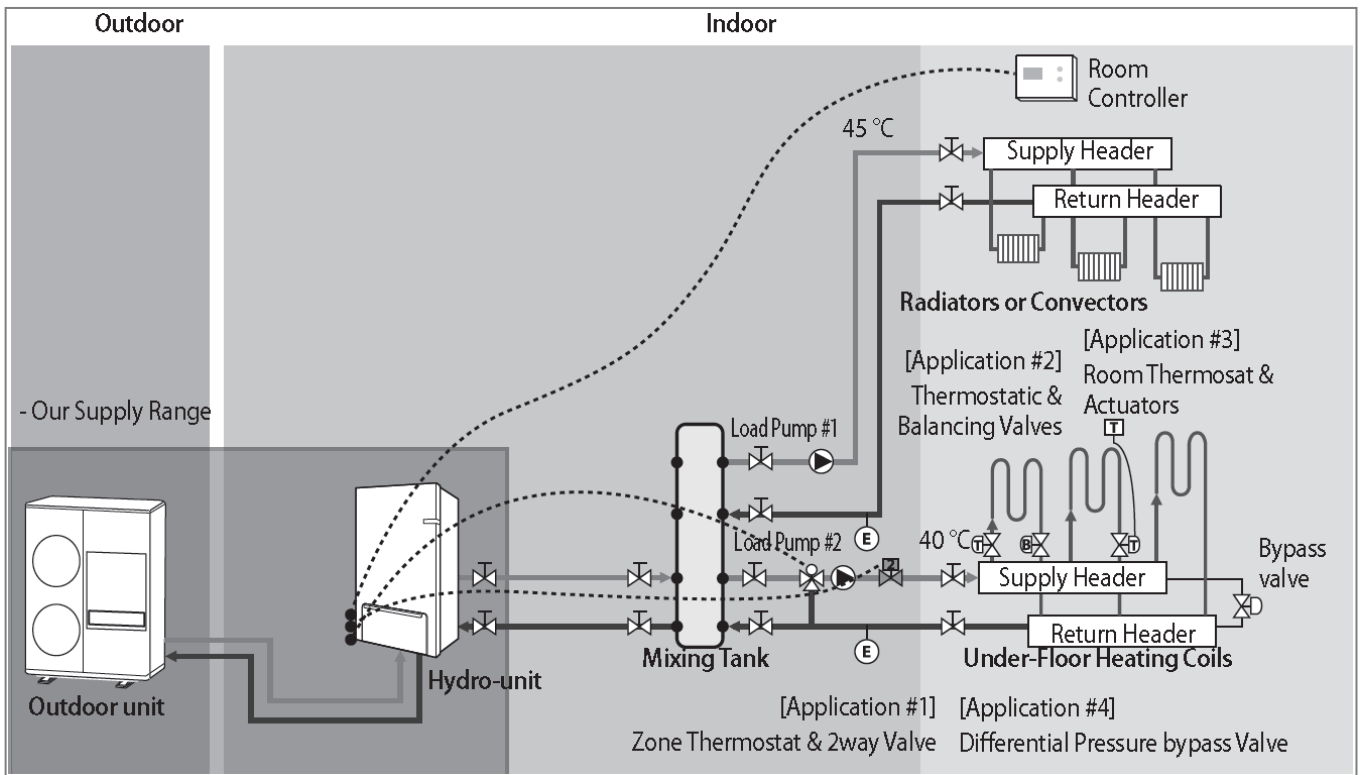 Outdoor
Indoor
Room
Controller
45 °C
Supply Header
Return Header
Radiators or Convectors
[Application #3]
Room Thermosat &
Actuators
[Application #2]
Thermostatic &
Balancing Valves
- Our Supply Range
Load Pump #1
T
E
Load Pump #2
2
40 °C
T
B
T
Bypass
valve
Supply Header
Return Header
E
Mixing Tank
Under-Floor Heating Coils
Hydro-unit
Outdoor unit
[Application #1]
Zone Thermostat & 2way Valve
[Application #4]
Differential Pressure bypass Valve